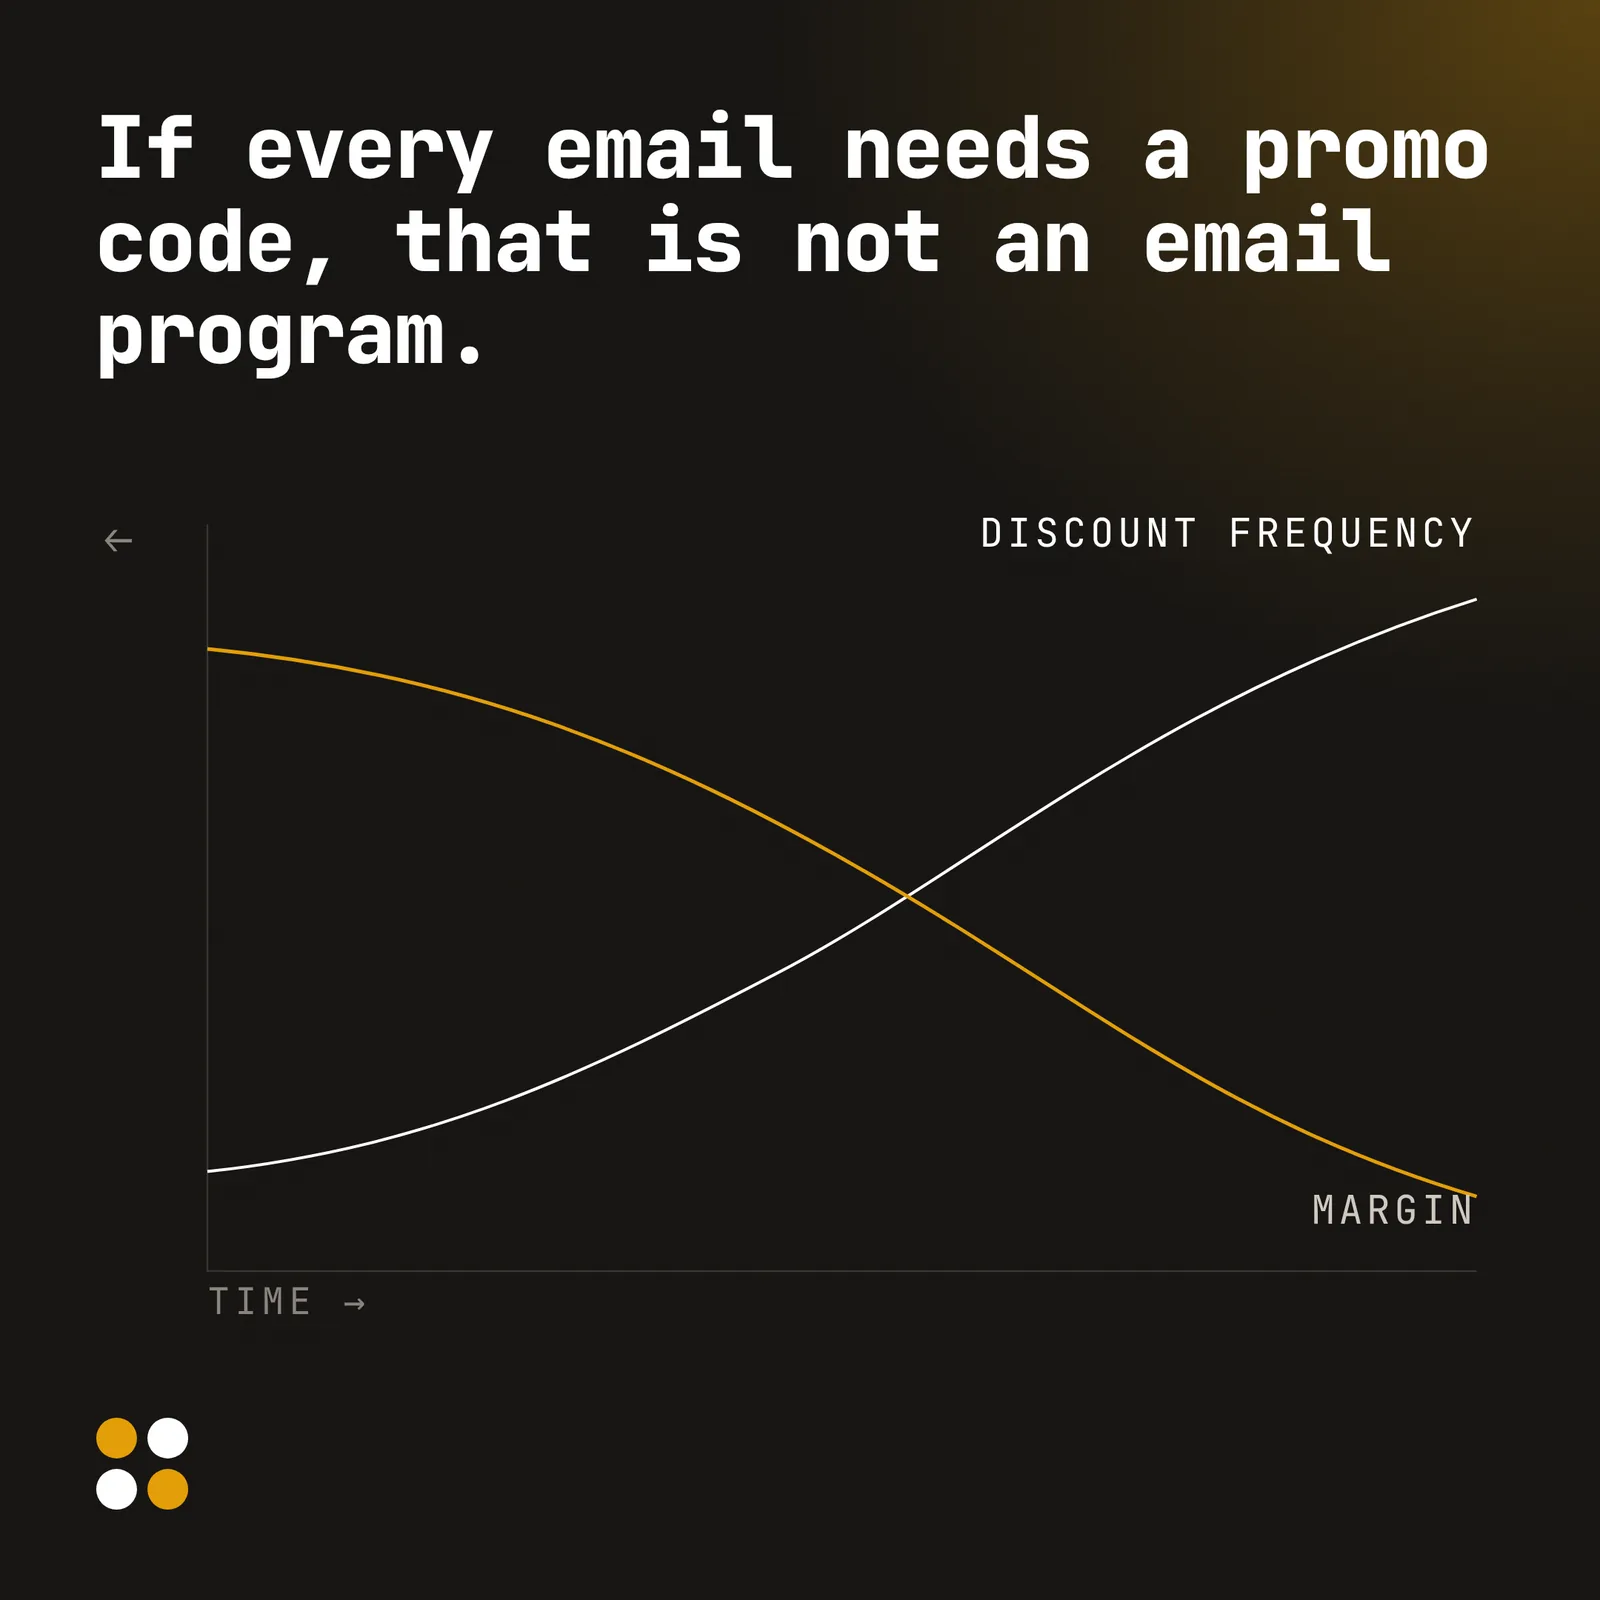 If every email needs a promo
code, that is not an email
program.
←
DISCOUNT FREQUENCY
MARGIN
TIME →